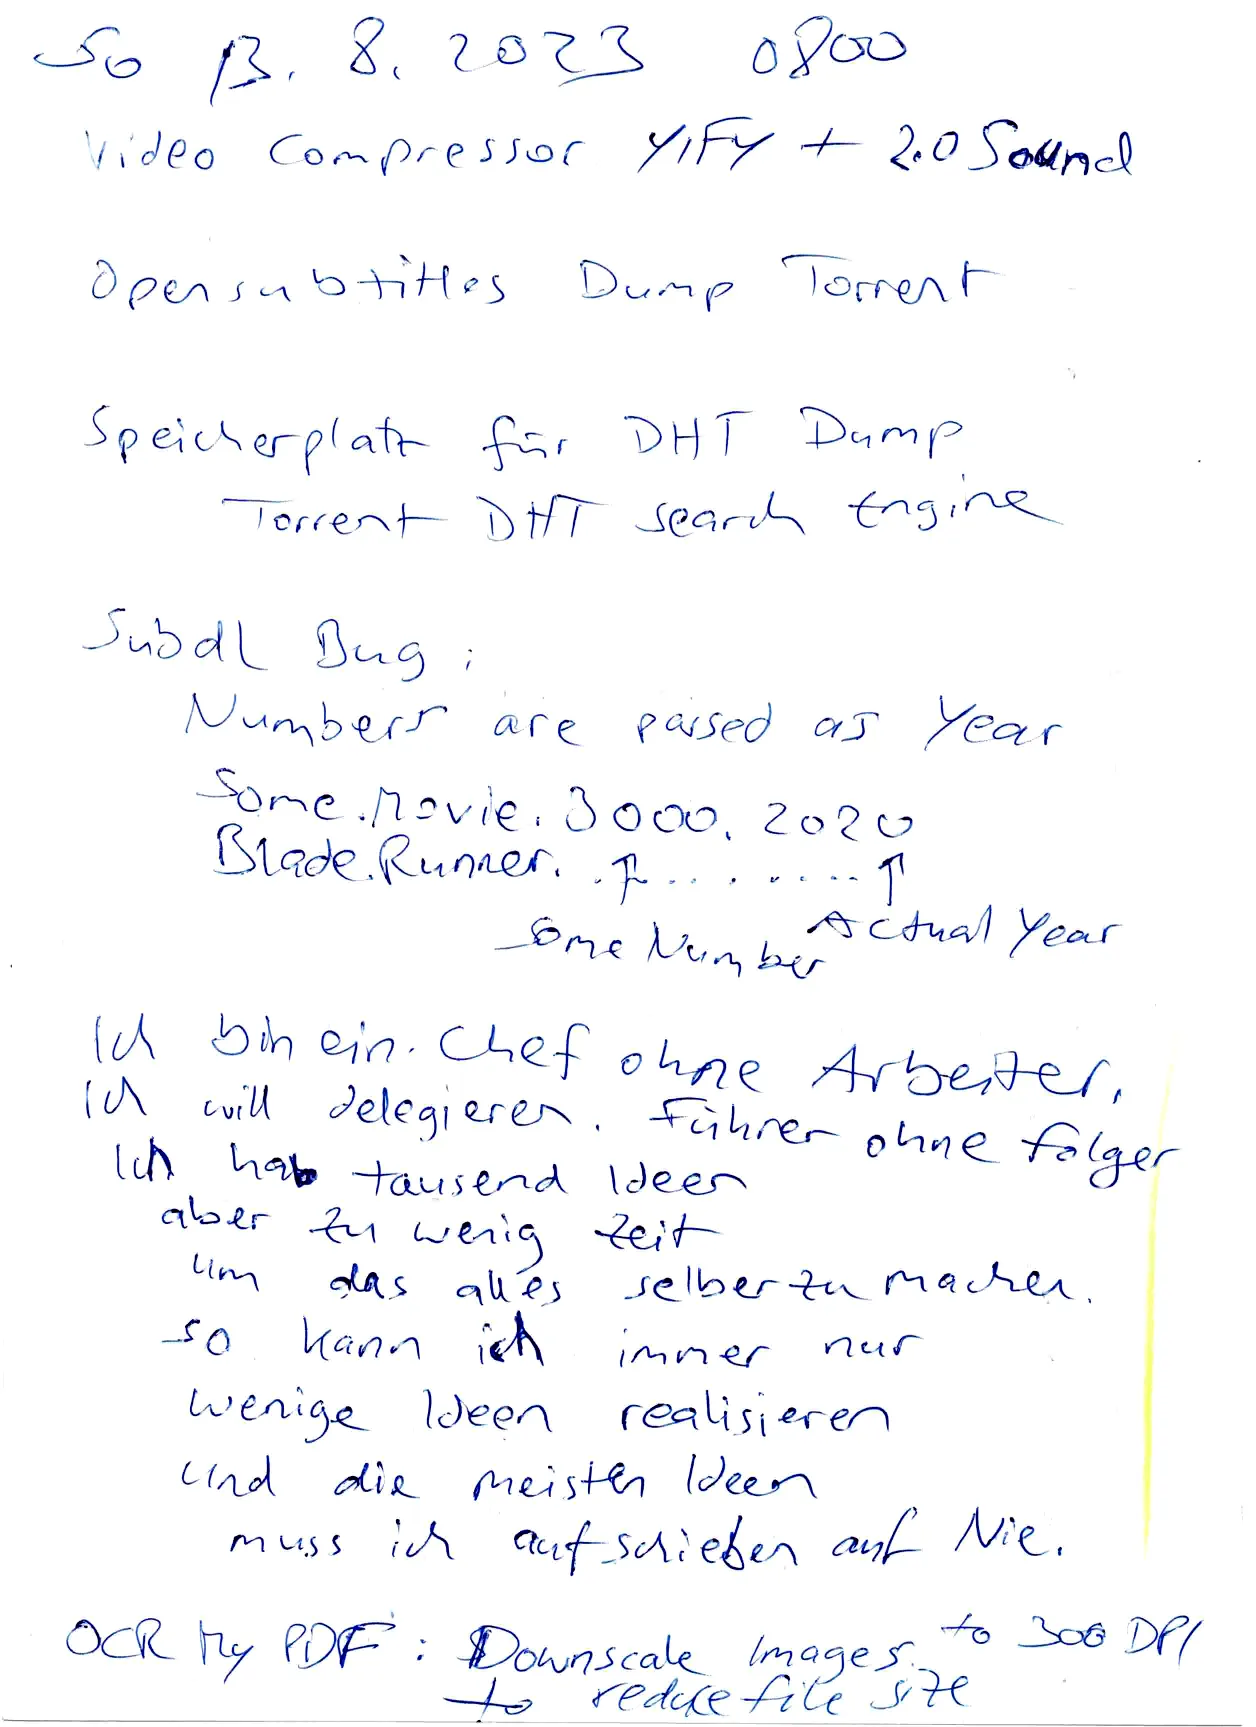 So 13. 8. 2023 0800
Video Compressor YIFY + 2.0 Sound
Opensubtitles Dump Torrent
Speicherplatz für DHT Dump
Torrent DHT search Engine
Subdl Bug:
Numbers are parsed as Year
Some.Movie.3000.2020
Blade.Runner. . ↑ . . . . . . . . ↑
Some Number Actual Year
Ich bin ein Chef ohne Arbeiter.
Ich will delegieren. Führer ohne Folger
Ich hab tausend Ideen
aber zu wenig Zeit
um das alles selber zu machen.
so kann ich immer nur
wenige Ideen realisieren
und die meisten Ideen
muss ich aufschieben auf Nie.
OCR My PDF: Downscale Images to 300 DPI
to reduce file size